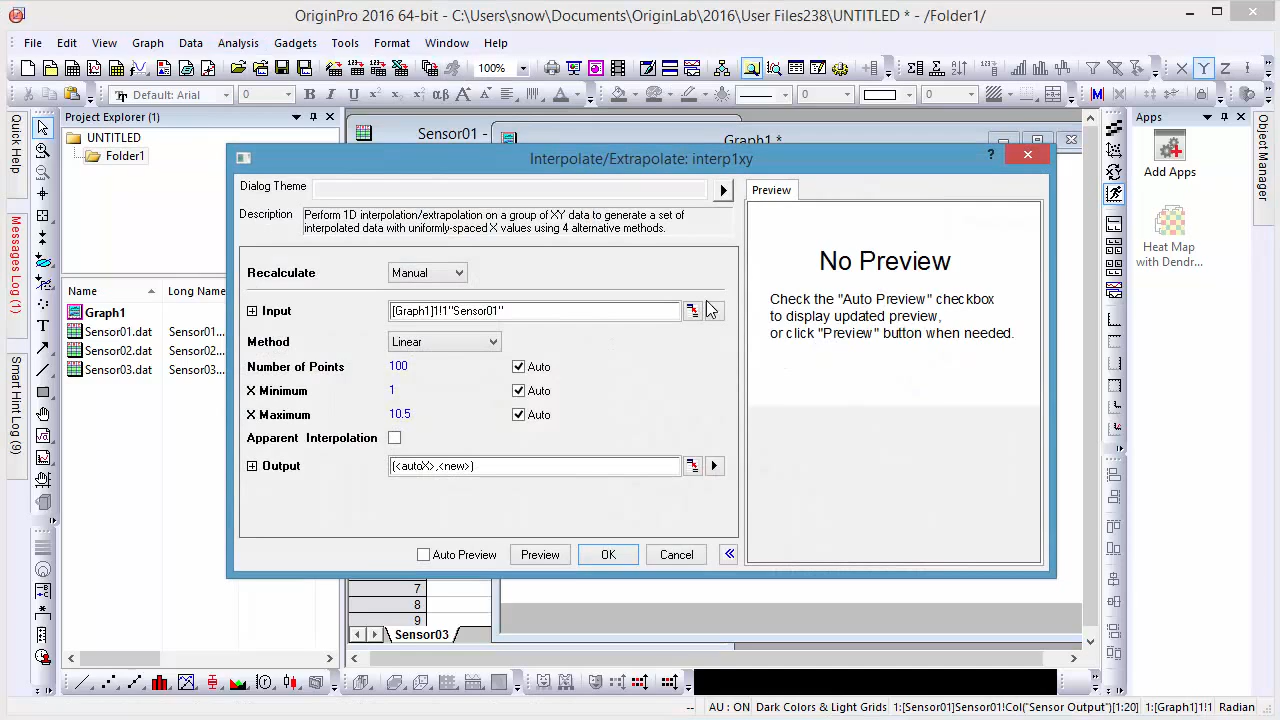 OriginPro 2016 64-bit - C:\Users\snow\Documents\OriginLab\2016\User Files238\UNTITLED * - /Folder1/
File Edit View Graph Data Analysis Gadgets Tools Format Window Help
100%
Default: Arial 0 B I U 0 0
Project Explorer (1)
UNTITLED
Folder1
Name Long Name
Graph1
Sensor01.dat Sensor01...
Sensor02.dat Sensor02...
Sensor03.dat Sensor03...
Quick Help
Messages Log (1)
Smart Hint Log (9)
Sensor01 -
Graph1 *
Interpolate/Extrapolate: interp1xy
Dialog Theme
Description Perform 1D interpolation/extrapolation on a group of XY data to generate a set of
interpolated data with uniformly-spaced X values using 4 alternative methods.
Recalculate Manual
Input [Graph1]1!1"Sensor01"
Method Linear
Number of Points 100 Auto
X Minimum 1 Auto
X Maximum 10.5 Auto
Apparent Interpolation
Output (<autoX>,<new>)
Auto Preview Preview OK Cancel
Preview
No Preview
Check the "Auto Preview" checkbox
to display updated preview,
or click "Preview" button when needed.
7
8
9
Sensor03
Apps
Add Apps
Heat Map
with Dendr...
Object Manager
-- AU : ON Dark Colors & Light Grids 1:[Sensor01]Sensor01!Col("Sensor Output")[1:20] 1:[Graph1]1!1 Radian